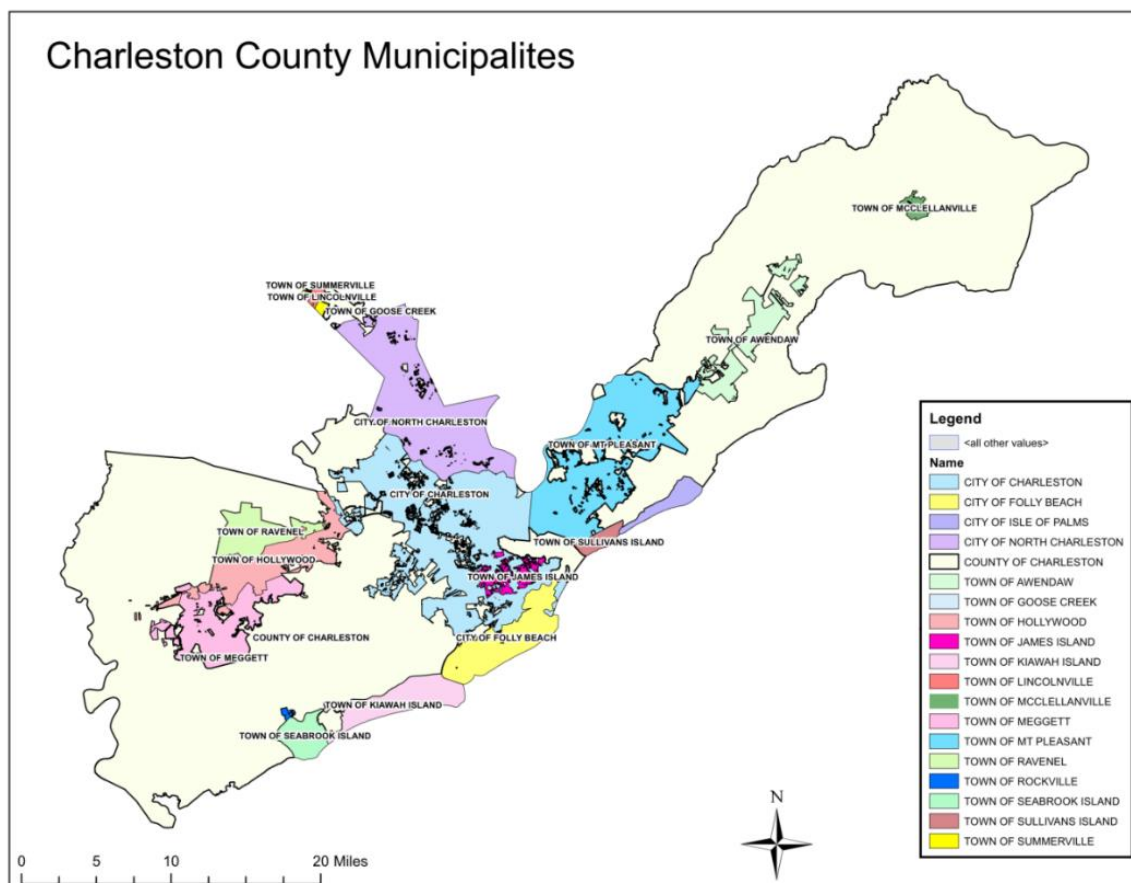 Charleston County Municipalites
TOWN OF MCCLELLANVILLE
TOWN OF SUMMERVILLE
TOWN OF LINCOLNVILLE
TOWN OF GOOSE CREEK
TOWN OF AWENDAW
CITY OF NORTH CHARLESTON
TOWN OF MT PLEASANT
CITY OF CHARLESTON
TOWN OF RAVENEL
TOWN OF SULLIVANS ISLAND
TOWN OF HOLLYWOOD
TOWN OF JAMES ISLAND
COUNTY OF CHARLESTON
CITY OF FOLLY BEACH
TOWN OF MEGGETT
TOWN OF KIAWAH ISLAND
TOWN OF SEABROOK ISLAND
Legend
<all other values>
Name
CITY OF CHARLESTON
CITY OF FOLLY BEACH
CITY OF ISLE OF PALMS
CITY OF NORTH CHARLESTON
COUNTY OF CHARLESTON
TOWN OF AWENDAW
TOWN OF GOOSE CREEK
TOWN OF HOLLYWOOD
TOWN OF JAMES ISLAND
TOWN OF KIAWAH ISLAND
TOWN OF LINCOLNVILLE
TOWN OF MCCLELLANVILLE
TOWN OF MEGGETT
TOWN OF MT PLEASANT
TOWN OF RAVENEL
TOWN OF ROCKVILLE
TOWN OF SEABROOK ISLAND
TOWN OF SULLIVANS ISLAND
TOWN OF SUMMERVILLE
N
0 5 10 20 Miles